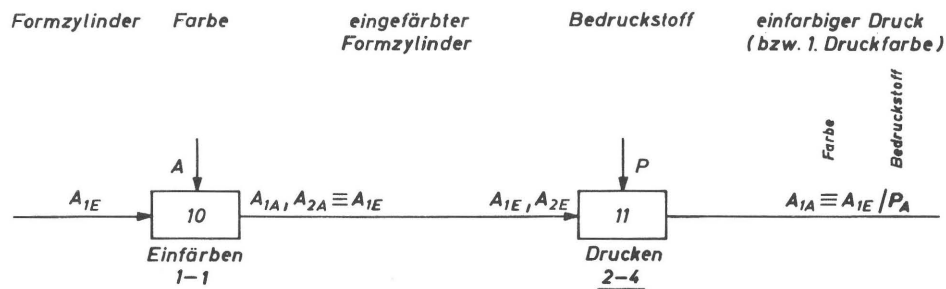 Formzylinder Farbe eingefärbter Bedruckstoff einfarbiger Druck
Formzylinder (bzw. 1. Druckfarbe)
Farbe
Bedruckstoff
A P
A1E 10 A1A, A2A ≡ A1E A1E, A2E 11 A1A ≡ A1E / PA
Einfärben Drucken
1-1 2-4